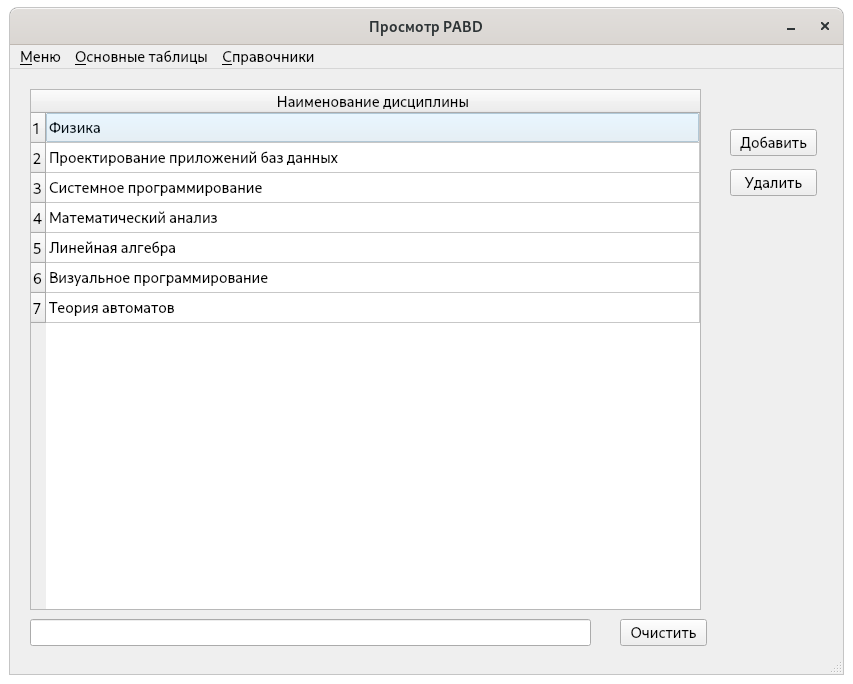 Просмотр PABD
Меню Основные таблицы Справочники
Наименование дисциплины
1 Физика
2 Проектирование приложений баз данных
3 Системное программирование
4 Математический анализ
5 Линейная алгебра
6 Визуальное программирование
7 Теория автоматов
Добавить
Удалить
Очистить